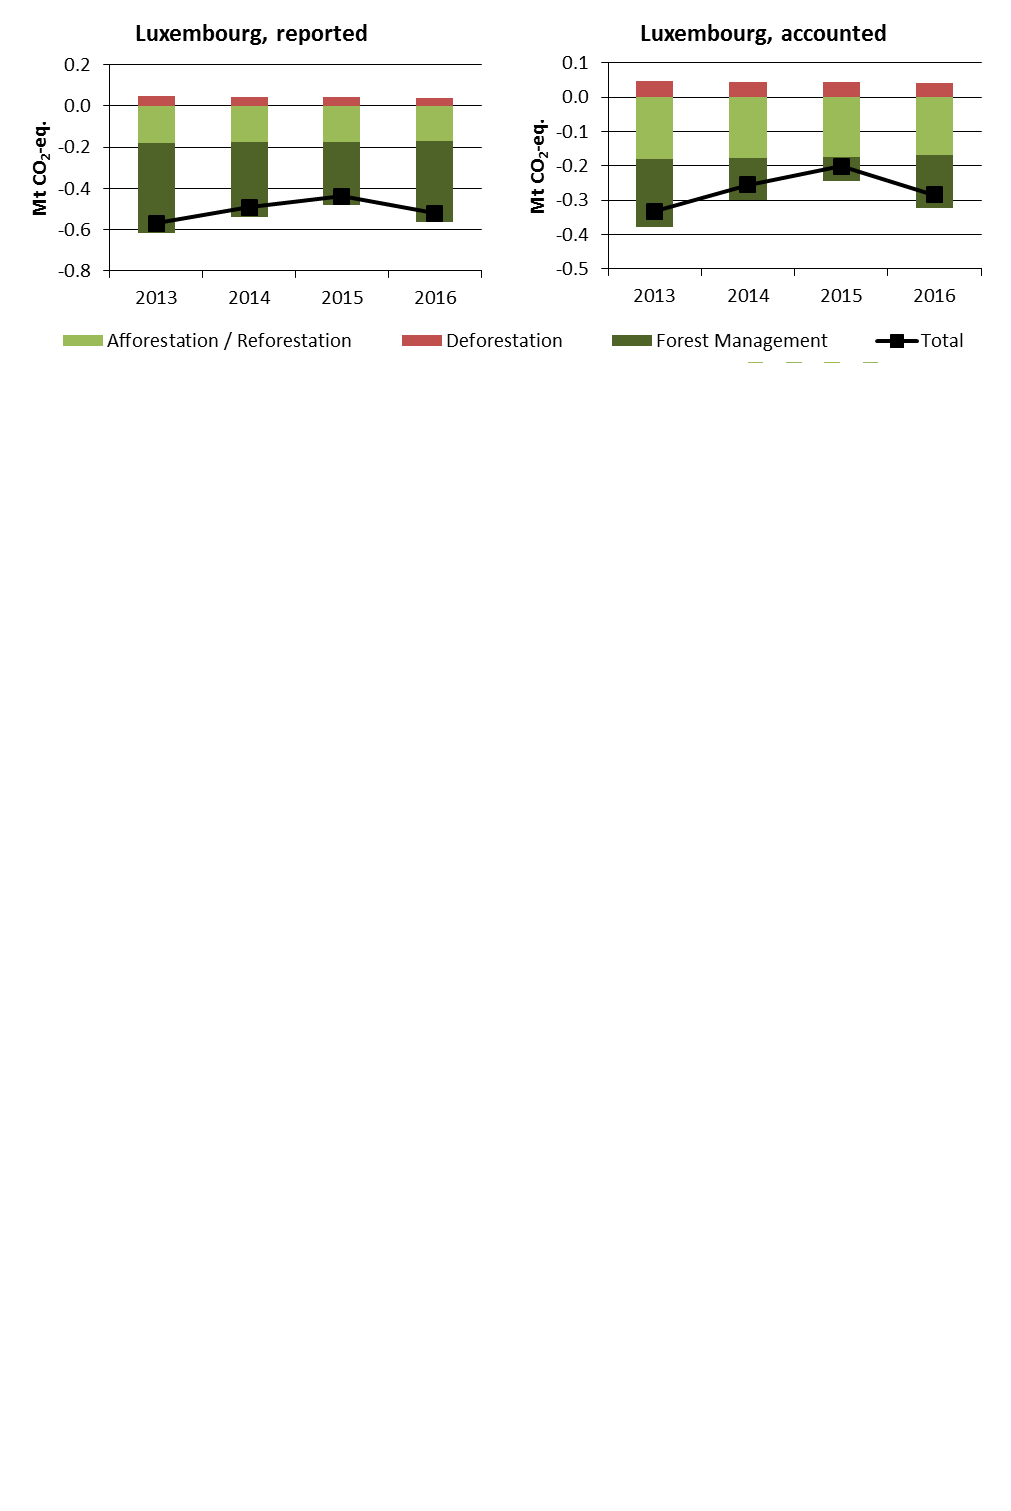 Luxembourg, reported
Mt CO₂-eq.
0.2
0.0
-0.2
-0.4
-0.6
-0.8
2013 2014 2015 2016
Luxembourg, accounted
Mt CO₂-eq.
0.1
0.0
-0.1
-0.2
-0.3
-0.4
-0.5
2013 2014 2015 2016
Afforestation / Reforestation Deforestation Forest Management Total